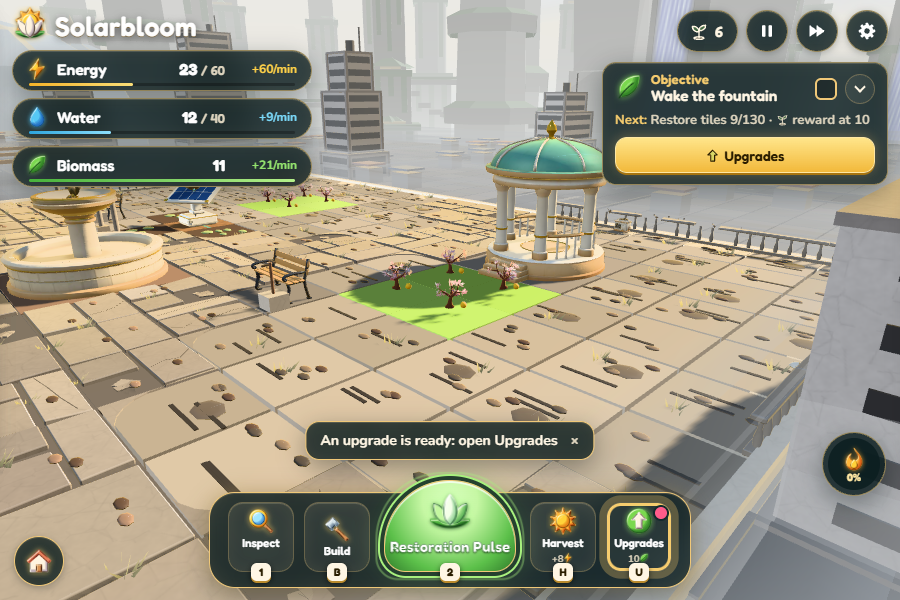 Solarbloom
6
Energy 23 / 60 +60/min
Water 12 / 40 +9/min
Biomass 11 +21/min
Objective
Wake the fountain
Next: Restore tiles 9/130 · reward at 10
Upgrades
An upgrade is ready: open Upgrades ×
0%
Inspect
1
Build
B
Restoration Pulse
2
Harvest
+8
H
Upgrades
10
U